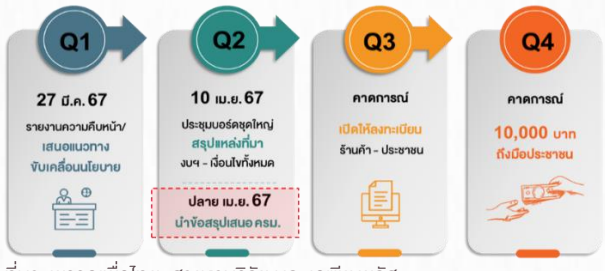 Q1
27 มี.ค. 67
รายงานความคืบหน้า/
เสนอแนวทาง
ขับเคลื่อนนโยบาย
Q2
10 เม.ย. 67
ประชุมบอร์ดชุดใหญ่
สรุปแหล่งที่มา
งบฯ - เงื่อนไขทั้งหมด
ปลาย เม.ย. 67
นำข้อสรุปเสนอ ครม.
Q3
คาดการณ์
เปิดให้ลงทะเบียน
ร้านค้า - ประชาชน
Q4
คาดการณ์
10,000 บาท
ถึงมือประชาชน